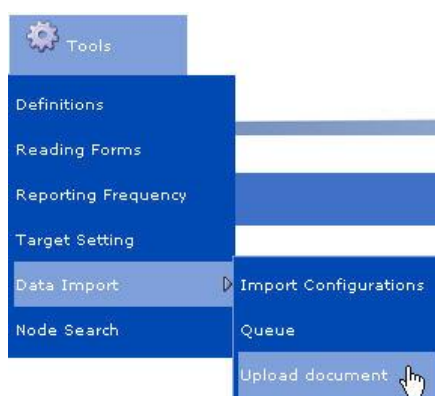 Tools
Definitions
Reading Forms
Reporting Frequency
Target Setting
Data Import
Import Configurations
Node Search
Queue
Upload document